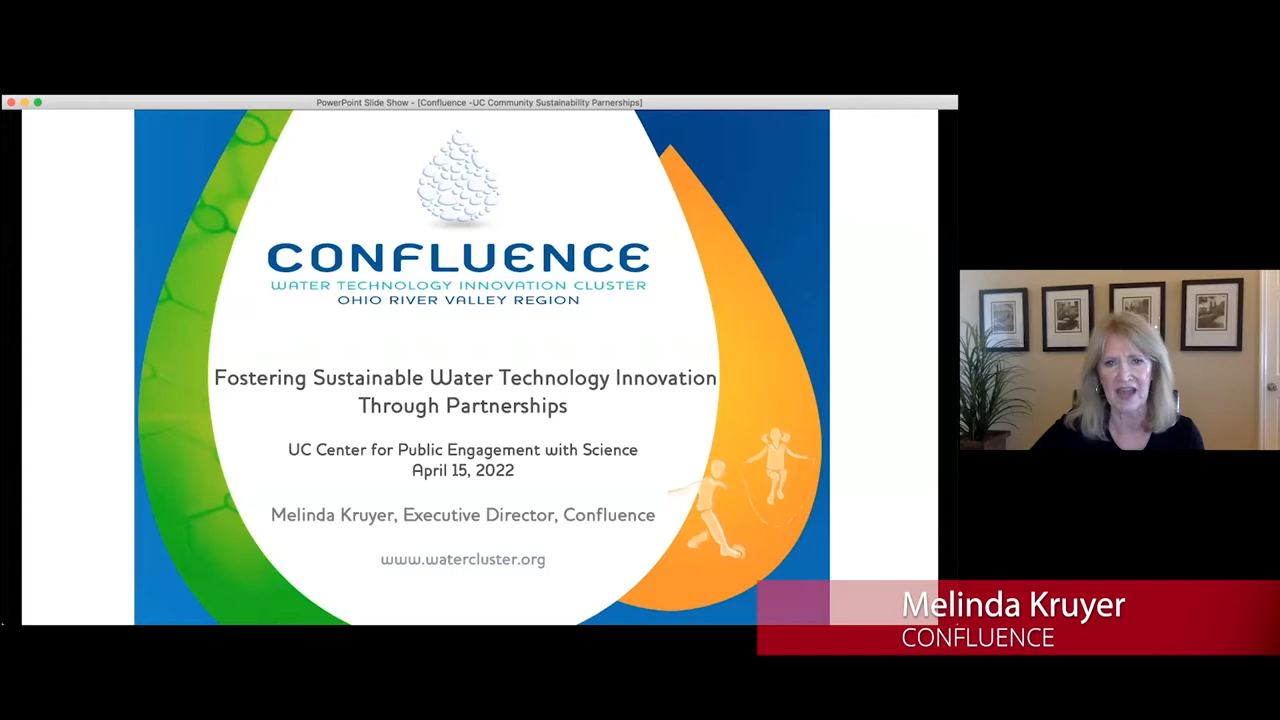 PowerPoint Slide Show - [Confluence -UC Community Sustainability Parnerships]
CONFLUENCE
WATER TECHNOLOGY INNOVATION CLUSTER
OHIO RIVER VALLEY REGION
Fostering Sustainable Water Technology Innovation
Through Partnerships
UC Center for Public Engagement with Science
April 15, 2022
Melinda Kruyer, Executive Director, Confluence
www.watercluster.org
Melinda Kruyer
CONFLUENCE